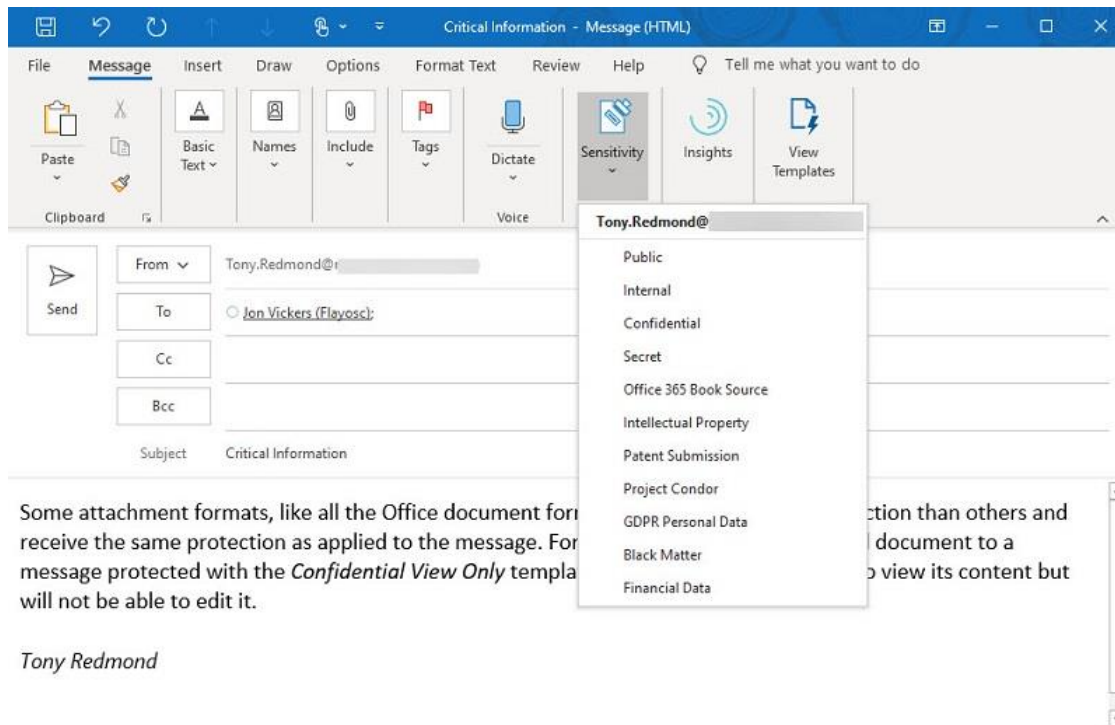 Critical Information - Message (HTML)
File Message Insert Draw Options Format Text Review Help Tell me what you want to do
Paste
Basic Text
Names
Include
Tags
Dictate
Sensitivity
Insights
View Templates
Clipboard
Voice
Tony.Redmond@
Public
Internal
Confidential
Secret
Office 365 Book Source
Intellectual Property
Patent Submission
Project Condor
GDPR Personal Data
Black Matter
Financial Data
Send
From Tony.Redmond@
To Jon Vickers (Flayosc);
Cc
Bcc
Subject Critical Information
Some attachment formats, like all the Office document than others and
receive the same protection as applied to the message. document to a
message protected with the Confidential View Only view its content but
will not be able to edit it.
Tony Redmond